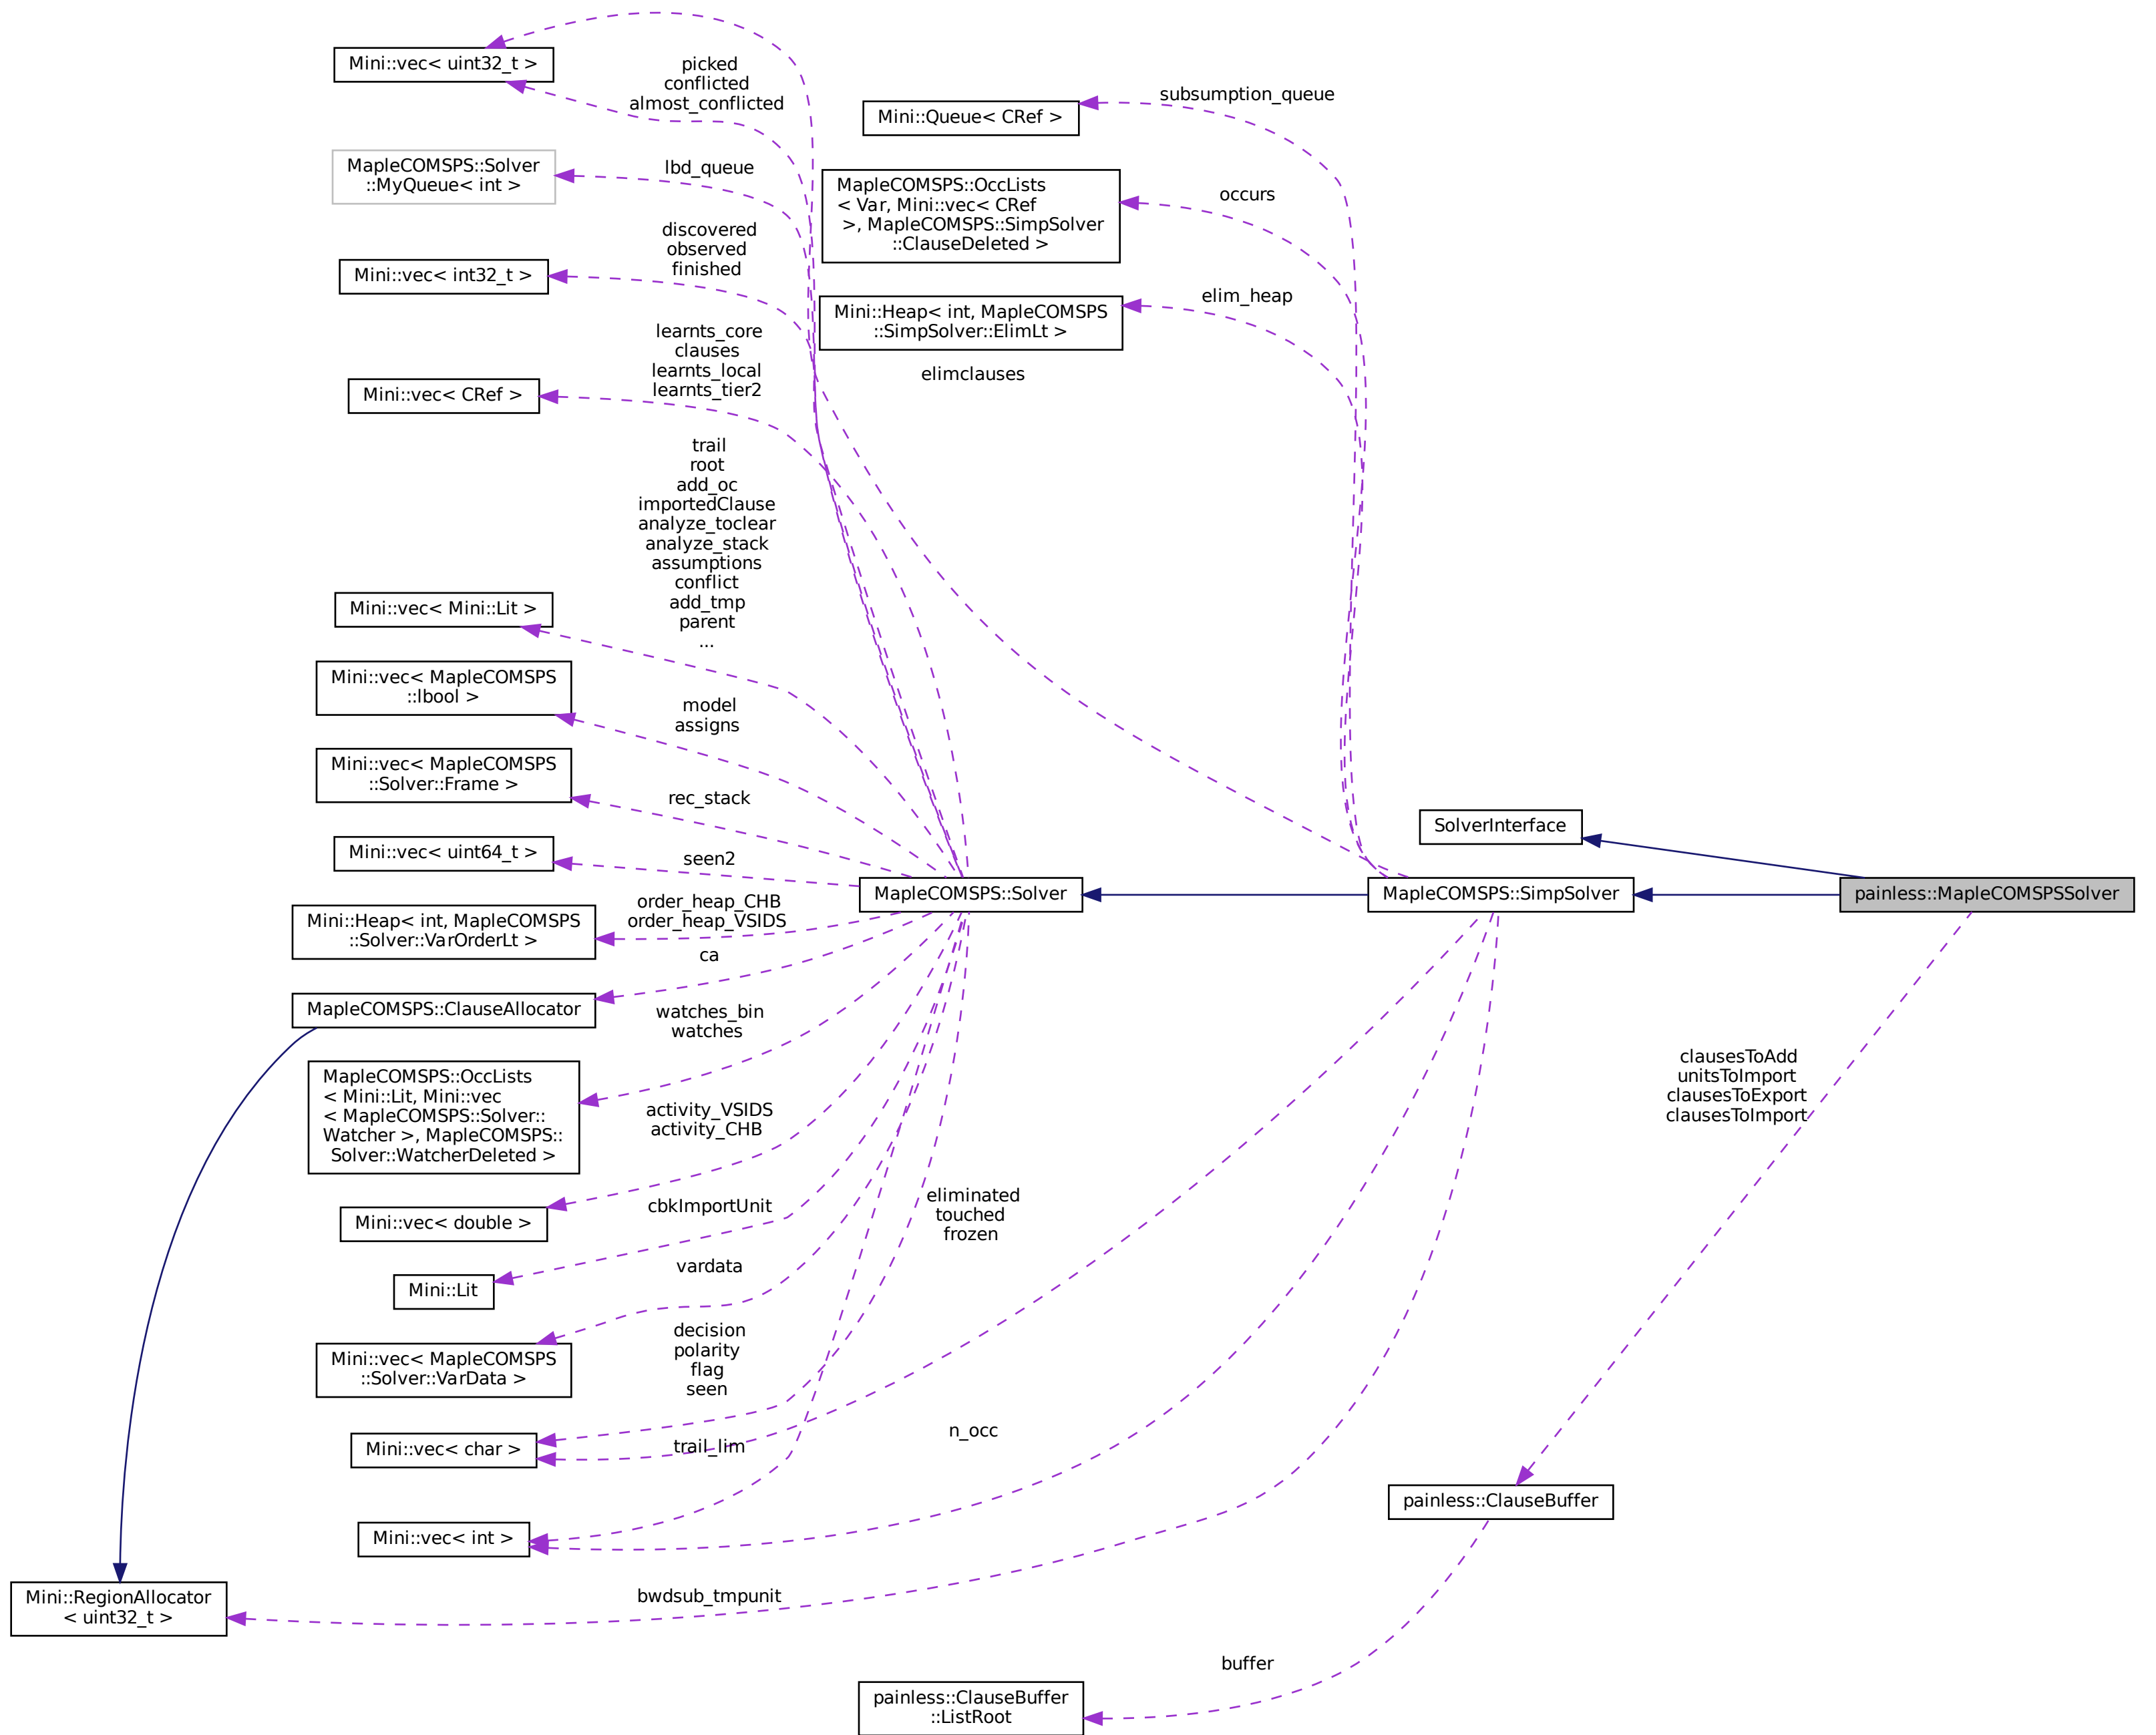 Mini::vec< uint32_t >
picked
conflicted
almost_conflicted
Mini::Queue< CRef >
subsumption_queue
MapleCOMSPS::Solver
::MyQueue< int >
lbd_queue
MapleCOMSPS::OccLists
< Var, Mini::vec< CRef
>, MapleCOMSPS::SimpSolver
::ClauseDeleted >
occurs
Mini::vec< int32_t >
discovered
observed
finished
Mini::Heap< int, MapleCOMSPS
::SimpSolver::ElimLt >
elim_heap
elimclauses
Mini::vec< CRef >
learnts_core
clauses
learnts_local
learnts_tier2
trail
root
add_oc
importedClause
analyze_toclear
analyze_stack
assumptions
conflict
add_tmp
parent
...
Mini::vec< Mini::Lit >
Mini::vec< MapleCOMSPS
::lbool >
model
assigns
Mini::vec< MapleCOMSPS
::Solver::Frame >
rec_stack
Mini::vec< uint64_t >
seen2
SolverInterface
MapleCOMSPS::Solver
MapleCOMSPS::SimpSolver
painless::MapleCOMSPSSolver
Mini::Heap< int, MapleCOMSPS
::Solver::VarOrderLt >
order_heap_CHB
order_heap_VSIDS
MapleCOMSPS::ClauseAllocator
ca
MapleCOMSPS::OccLists
< Mini::Lit, Mini::vec
< MapleCOMSPS::Solver::
Watcher >, MapleCOMSPS::
Solver::WatcherDeleted >
watches_bin
watches
clausesToAdd
unitsToImport
clausesToExport
clausesToImport
Mini::vec< double >
activity_VSIDS
activity_CHB
Mini::Lit
cbkImportUnit
eliminated
touched
frozen
Mini::vec< MapleCOMSPS
::Solver::VarData >
vardata
Mini::vec< char >
decision
polarity
flag
seen
trail_lim
n_occ
Mini::vec< int >
painless::ClauseBuffer
Mini::RegionAllocator
< uint32_t >
bwdsub_tmpunit
buffer
painless::ClauseBuffer
::ListRoot